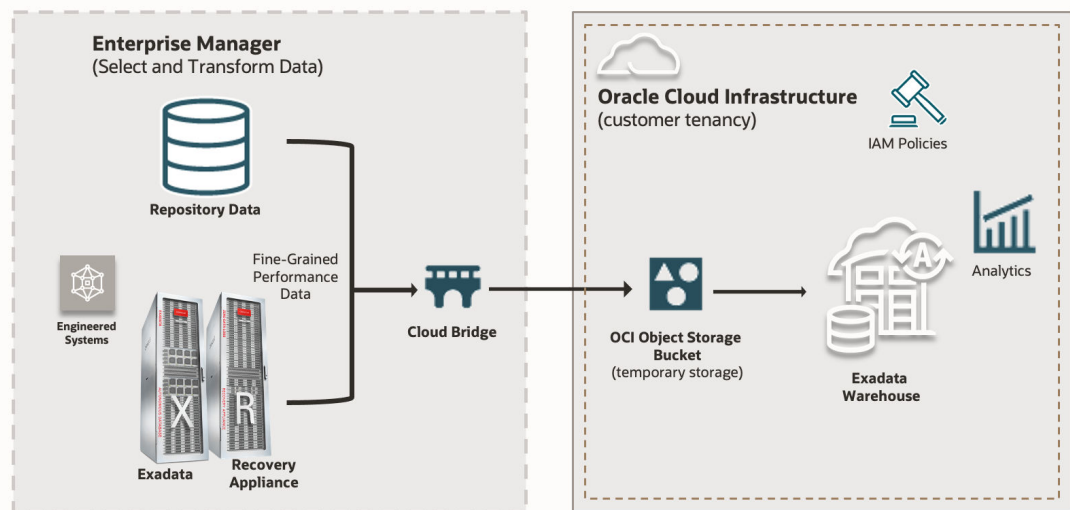 Enterprise Manager
(Select and Transform Data)
Repository Data
Fine-Grained
Performance
Data
Engineered
Systems
X
R
Exadata
Recovery
Appliance
Cloud Bridge
Oracle Cloud Infrastructure
(customer tenancy)
IAM Policies
OCI Object Storage
Bucket
(temporary storage)
A
Analytics
Exadata
Warehouse